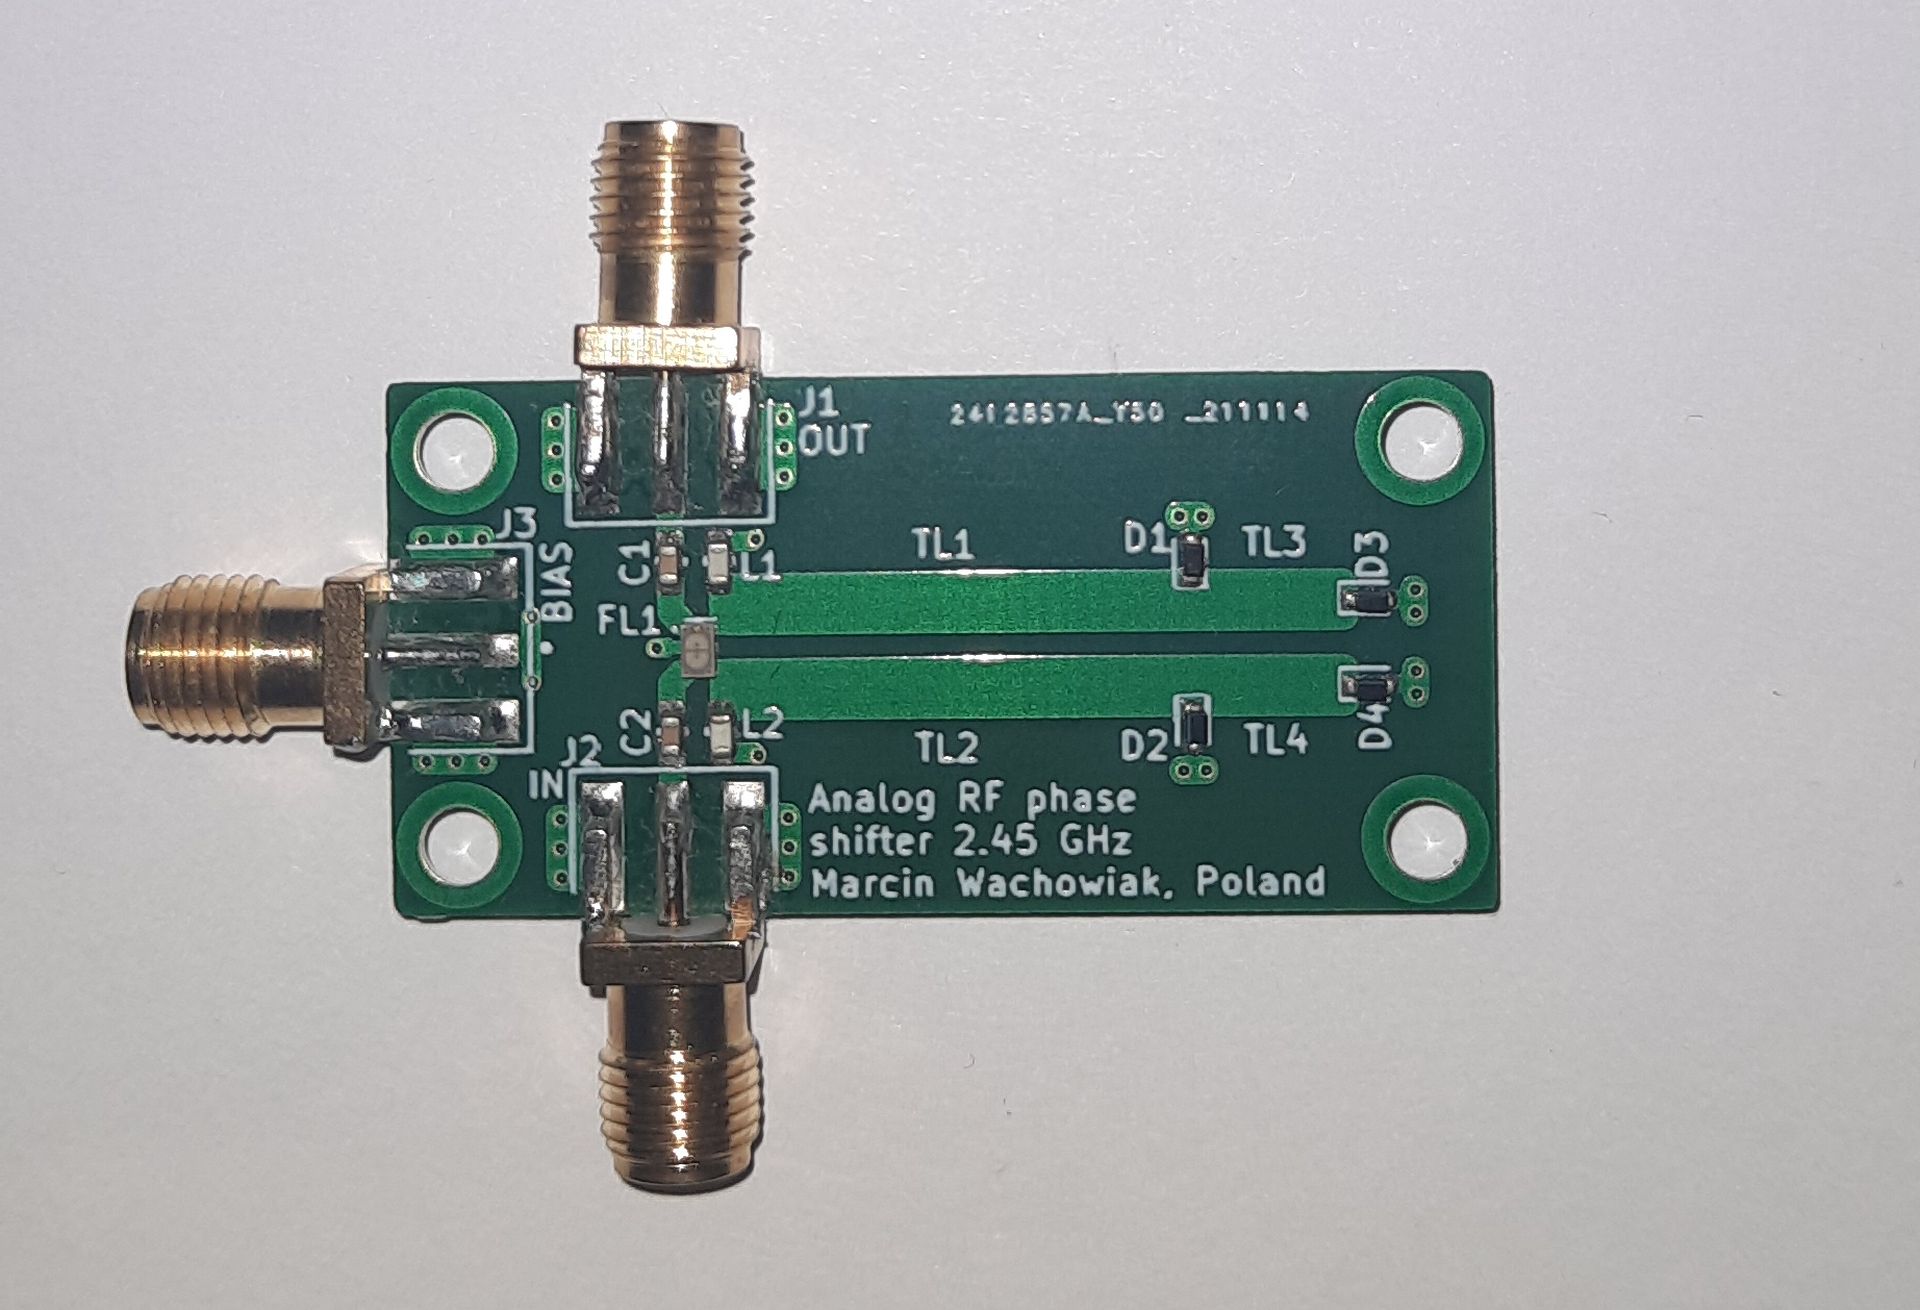 J1
OUT
2412857A_Y50 _211114
J3
BIAS
C1
L1
TL1
D1
TL3
D3
FL1
C2
L2
TL2
D2
TL4
D4
J2
IN
Analog RF phase
shifter 2.45 GHz
Marcin Wachowiak, Poland